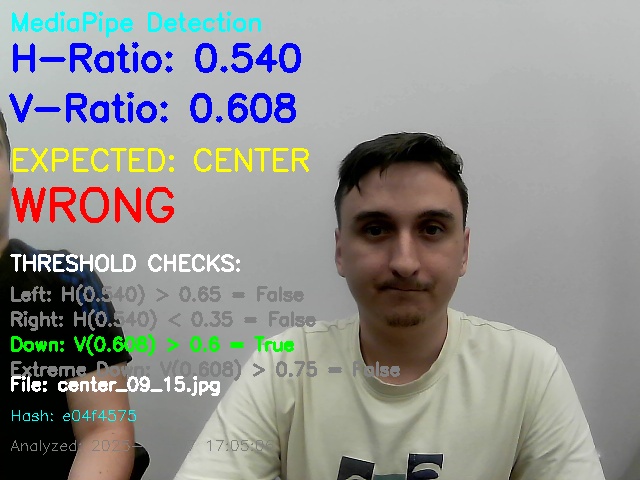 MediaPipe Detection
H-Ratio: 0.540
V-Ratio: 0.608
EXPECTED: CENTER
WRONG
THRESHOLD CHECKS:
Left: H(0.540) > 0.65 = False
Right: H(0.540) < 0.35 = False
Down: V(0.608) > 0.6 = True
Extreme Down: V(0.608) > 0.75 = False
File: center_09_15.jpg
Hash: e04f4575
Analyzed: